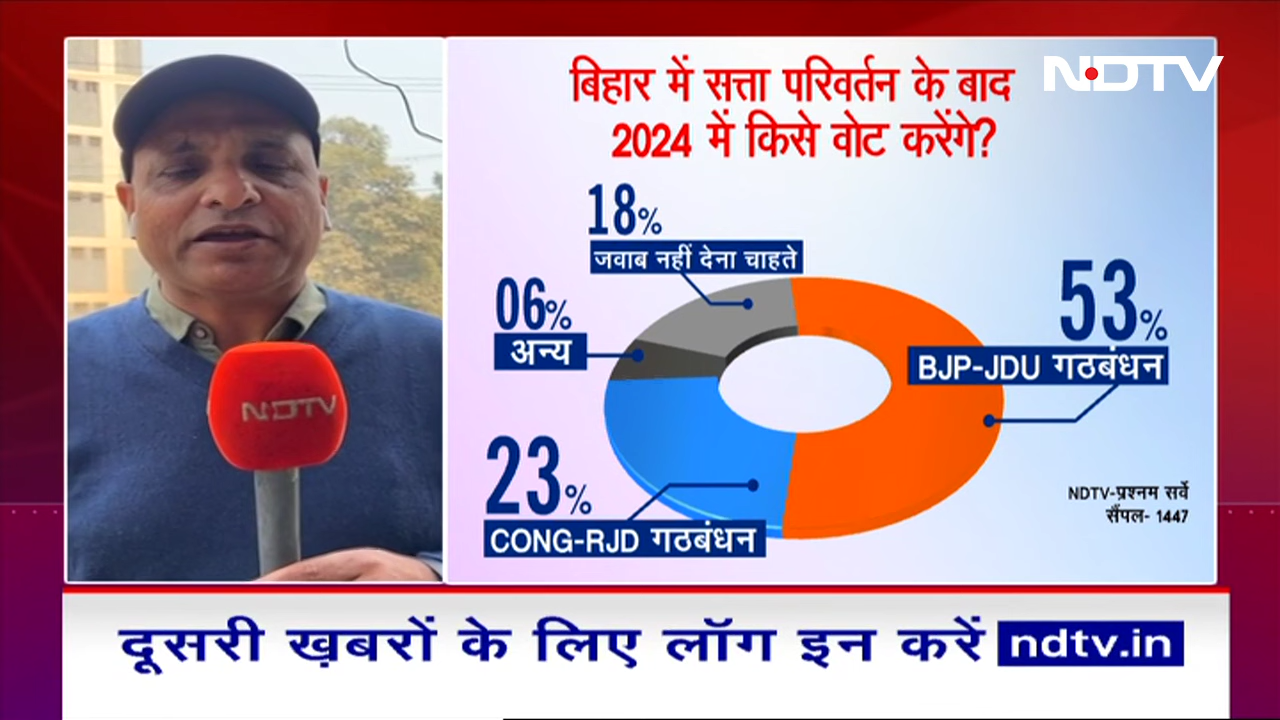 बिहार में सत्ता परिवर्तन के बाद
2024 में किसे वोट करेंगे?
NDTV
18%
जवाब नहीं देना चाहते
06%
अन्य
53%
BJP-JDU गठबंधन
23%
CONG-RJD गठबंधन
NDTV-प्रश्नम सर्वे
सैंपल- 1447
NDTV
दूसरी ख़बरों के लिए लॉग इन करें ndtv.in